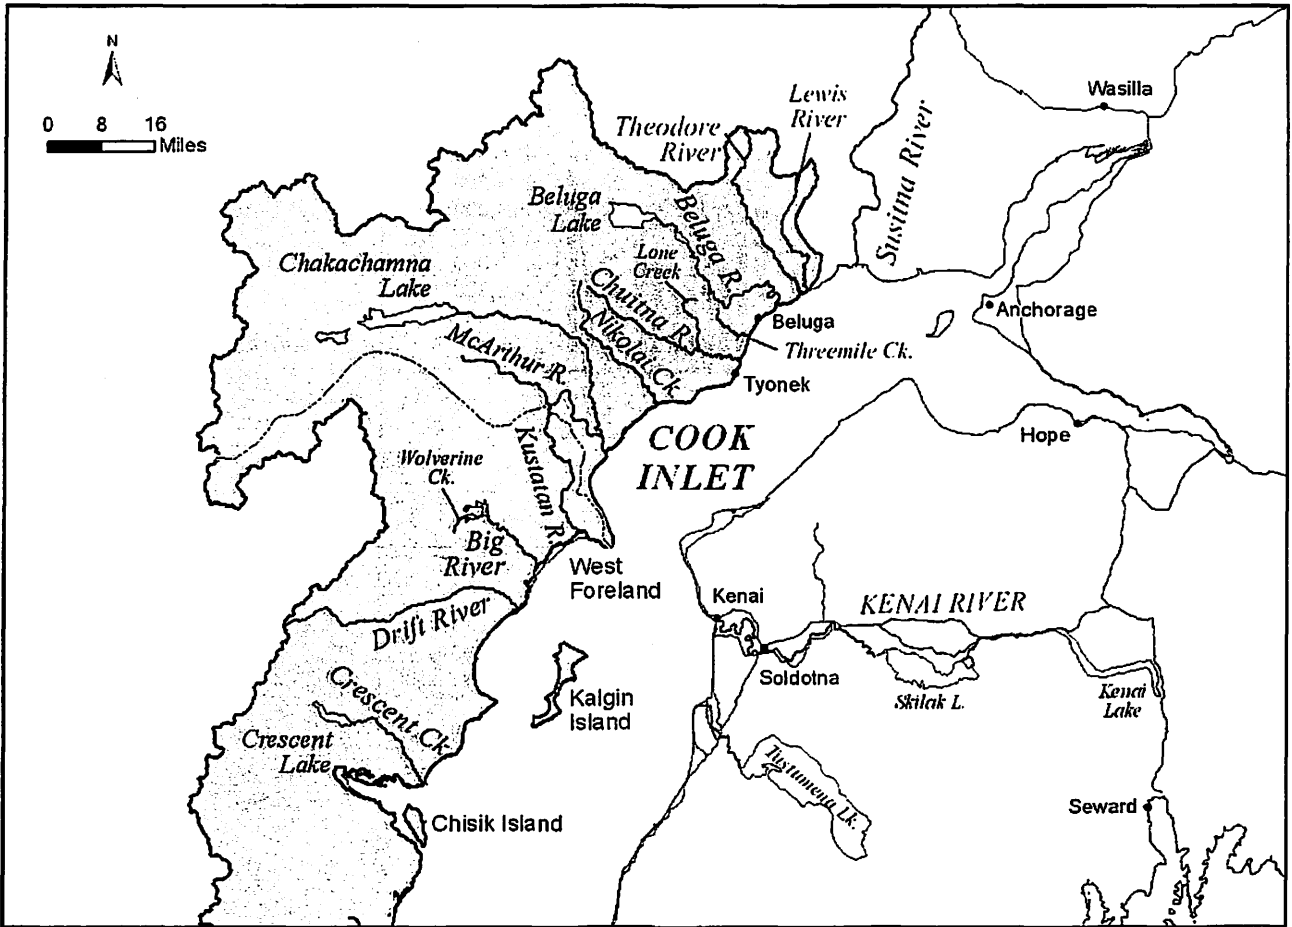 N
0 8 16
Miles
Wasilla
Lewis
River
Theodore
River
Susitna River
Beluga
Lake
Beluga R.
Lone
Creek
Chakachamna
Lake
Chuitna R.
Nikolai Ck
McArthur R.
Beluga
Anchorage
Threemile Ck.
Tyonek
COOK
INLET
Hope
Kustatan R.
Wolverine
Ck.
Big
River
West
Foreland
Kenai
KENAI RIVER
Drift River
Soldotna
Skilak L.
Kenai
Lake
Kalgin
Island
Crescent Ck
Crescent
Lake
Tustumena Lk.
Seward
Chisik Island